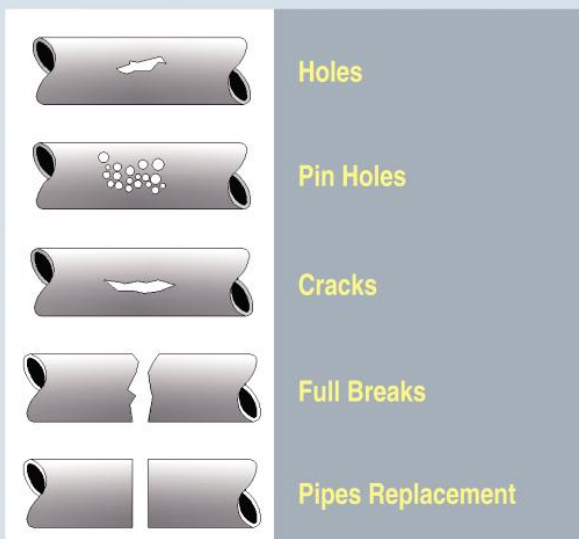 Holes
Pin Holes
Cracks
Full Breaks
Pipes Replacement